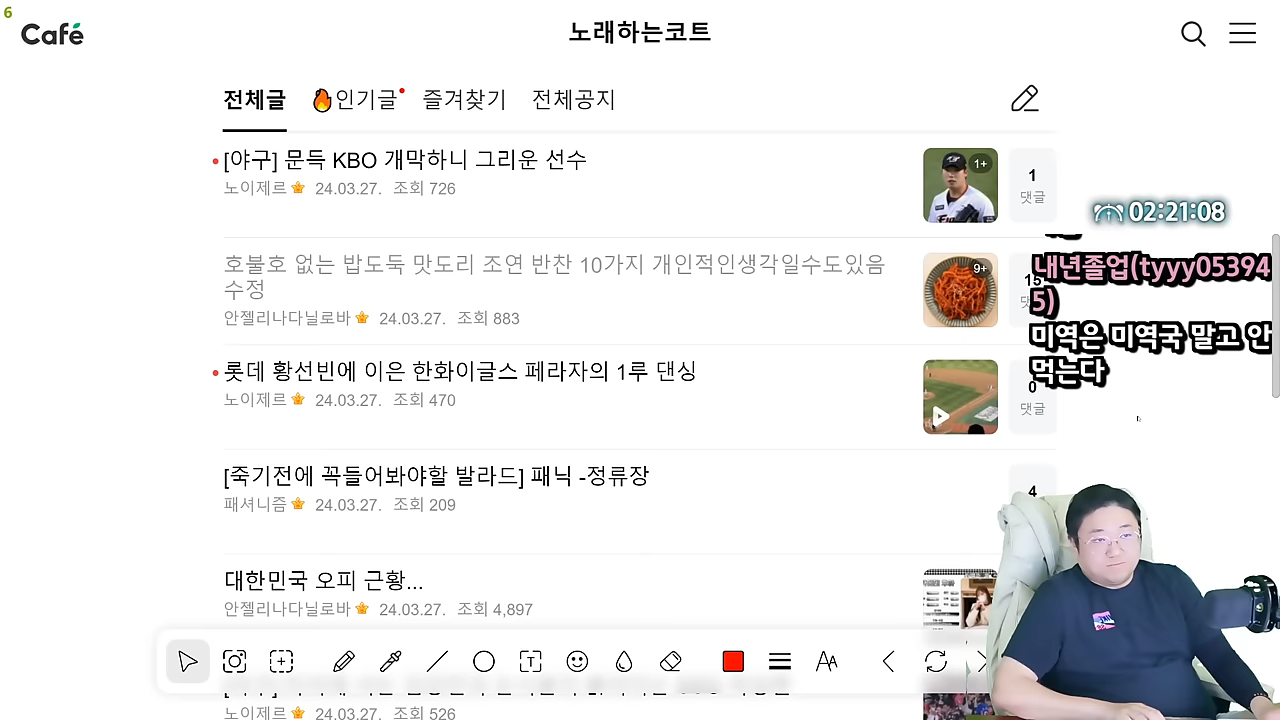 6
Café
노래하는코트
전체글 🔥인기글 즐겨찾기 전체공지
[야구] 문득 KBO 개막하니 그리운 선수
노이제르 24.03.27. 조회 726
1+
1
댓글
02:21:08
호불호 없는 밥도둑 맛도리 조연 반찬 10가지 개인적인생각일수도있음
수정
안젤리나다닐로바 24.03.27. 조회 883
9+
15
내년졸업(tyyy05394
5)
미역은 미역국 말고 안
먹는다
롯데 황선빈에 이은 한화이글스 페라자의 1루 댄싱
노이제르 24.03.27. 조회 470
0
댓글
[죽기전에 꼭들어봐야할 발라드] 패닉 -정류장
패셔니즘 24.03.27. 조회 209
4
대한민국 오피 근황...
안젤리나다닐로바 24.03.27. 조회 4,897
T
AA
노이제르 24.03.27. 조회 526